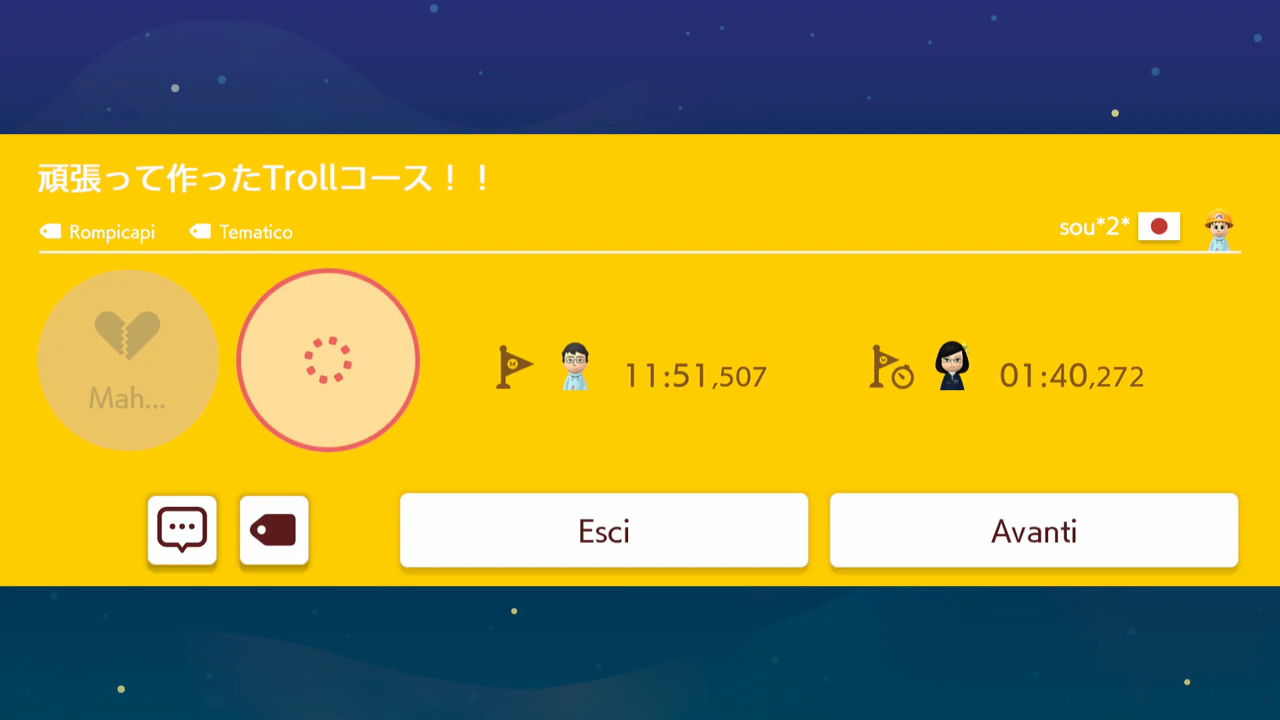 頑張って作ったTrollコース！！
Rompicapi Tematico
sou*2*
Mah...
11:51,507
01:40,272
Esci
Avanti